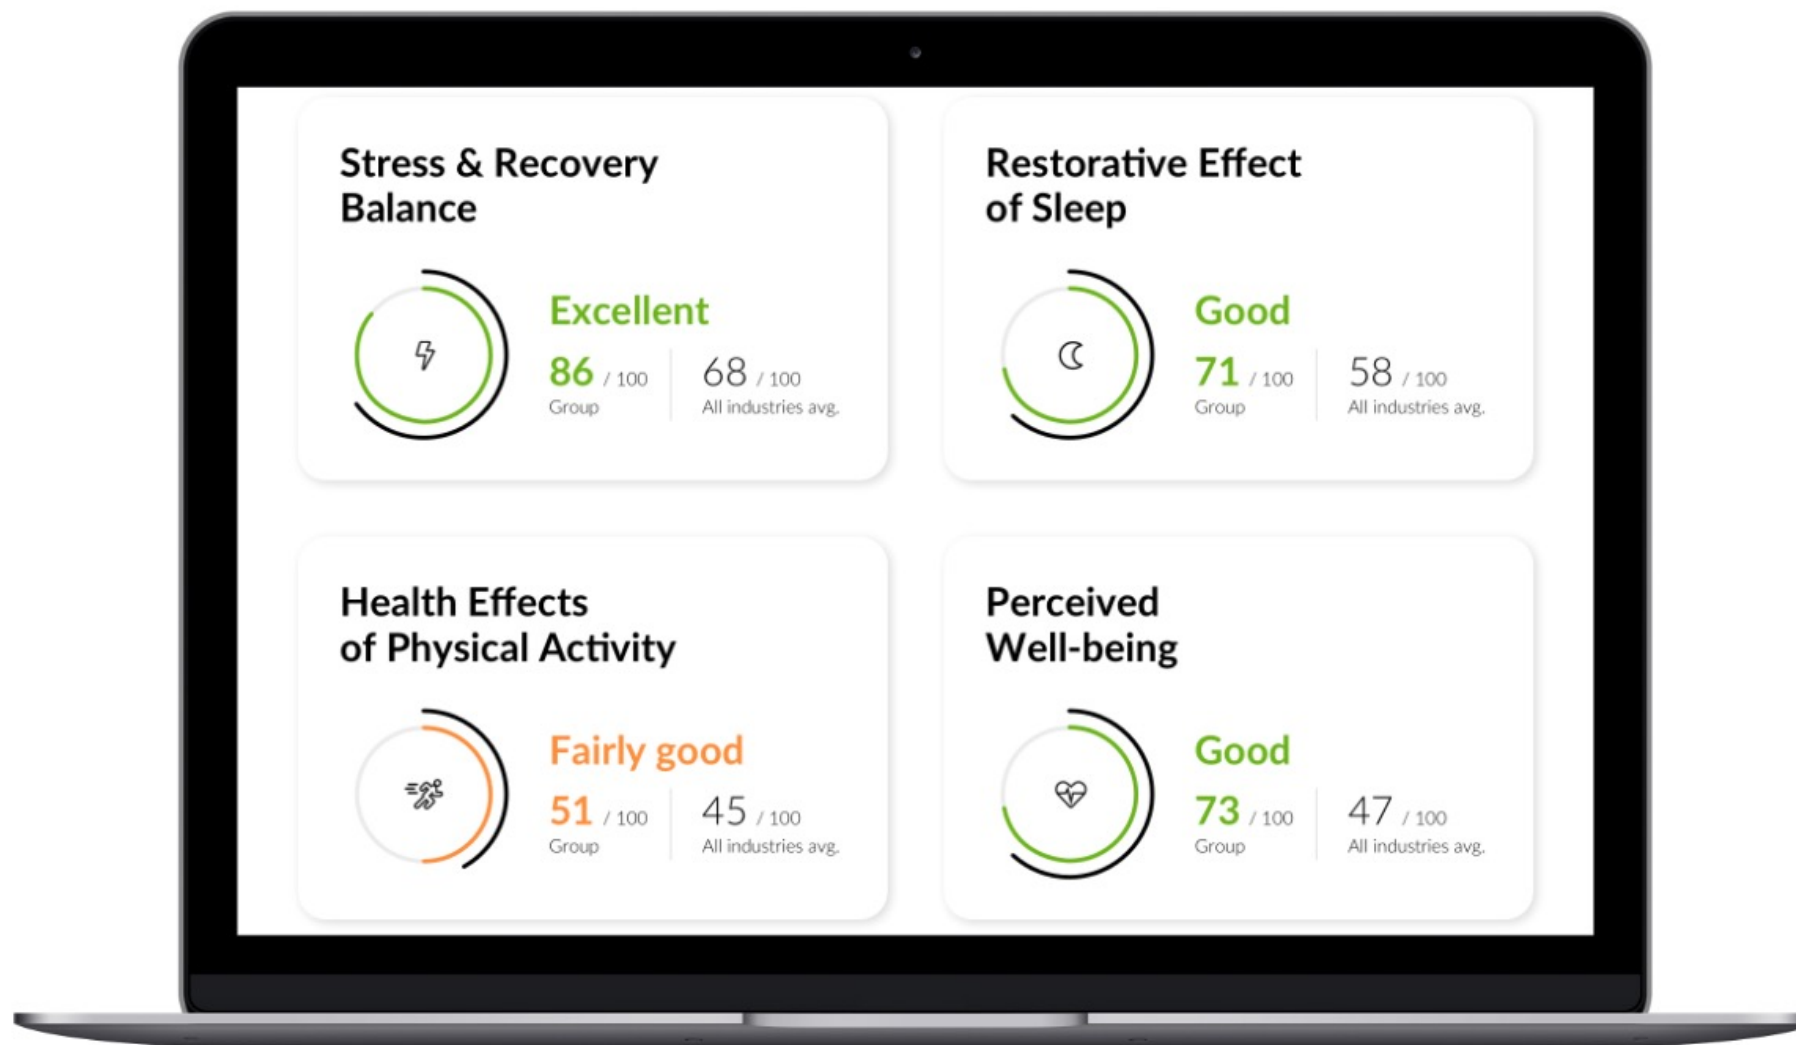 Stress & Recovery
Balance
Excellent
86 / 100
Group
68 / 100
All industries avg.
Restorative Effect
of Sleep
Good
71 / 100
Group
58 / 100
All industries avg.
Health Effects
of Physical Activity
Fairly good
51 / 100
Group
45 / 100
All industries avg.
Perceived
Well-being
Good
73 / 100
Group
47 / 100
All industries avg.